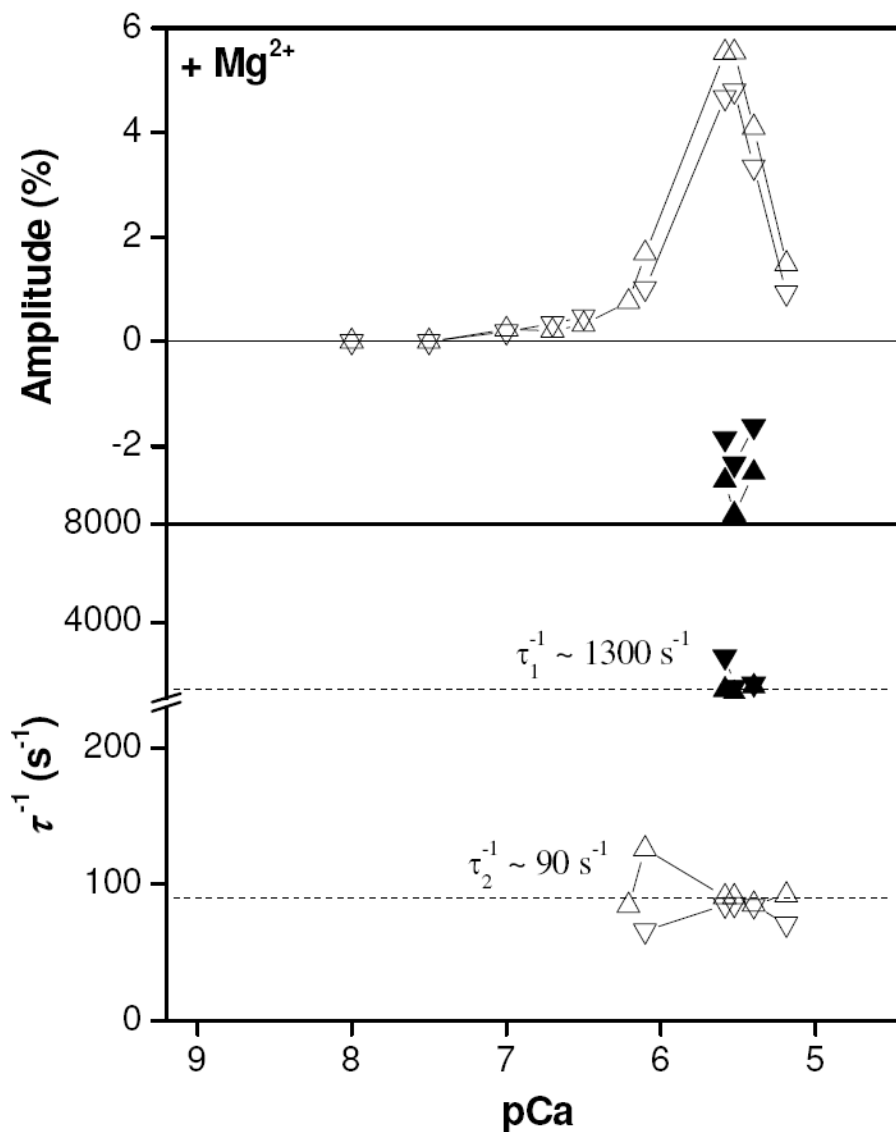 + Mg²⁺
Amplitude (%)
6
4
2
0
-2
8000
4000
τ₁⁻¹ ~ 1300 s⁻¹
τ⁻¹ (s⁻¹)
200
τ₂⁻¹ ~ 90 s⁻¹
100
0
9 8 7 6 5
pCa